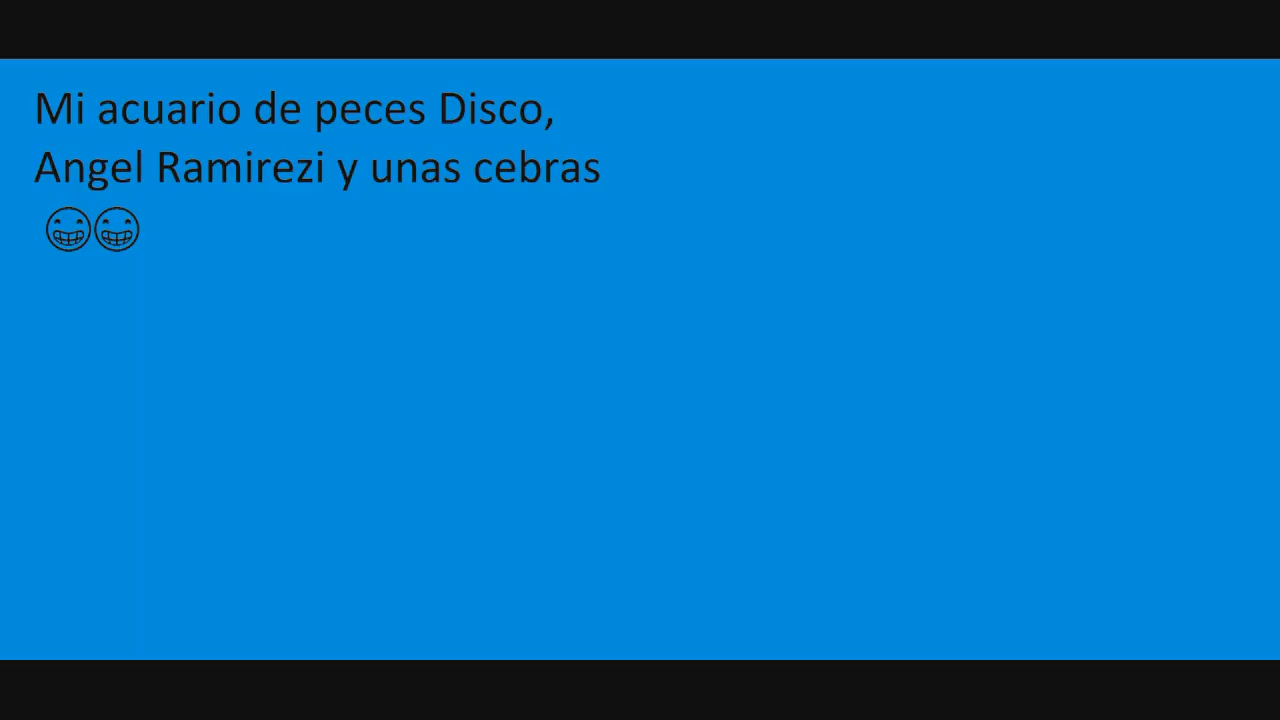 Mi acuario de peces Disco,
Angel Ramirezi y unas cebras
😁😁